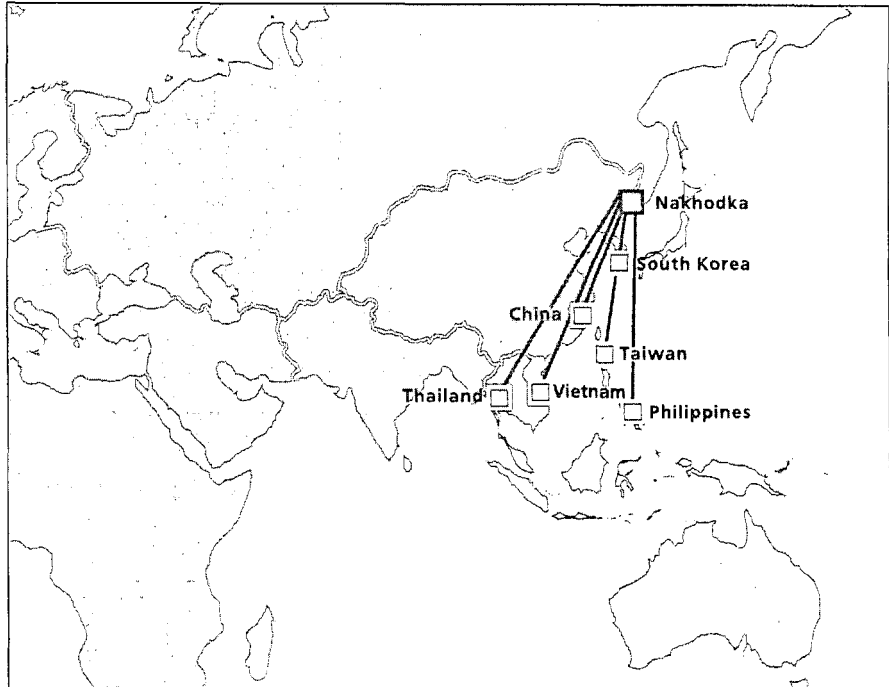 Nakhodka
South Korea
China
Taiwan
Thailand
Vietnam
Philippines